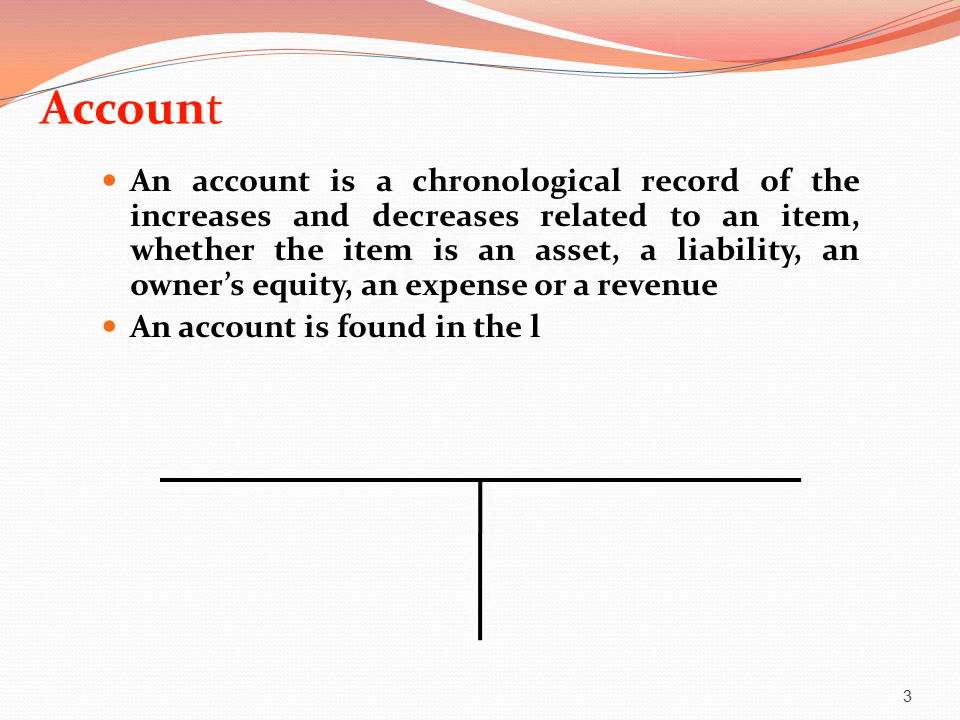 Account
An account is a chronological record of the
increases and decreases related to an item,
whether the item is an asset, a liability, an
owner’s equity, an expense or a revenue
An account is found in the l
3